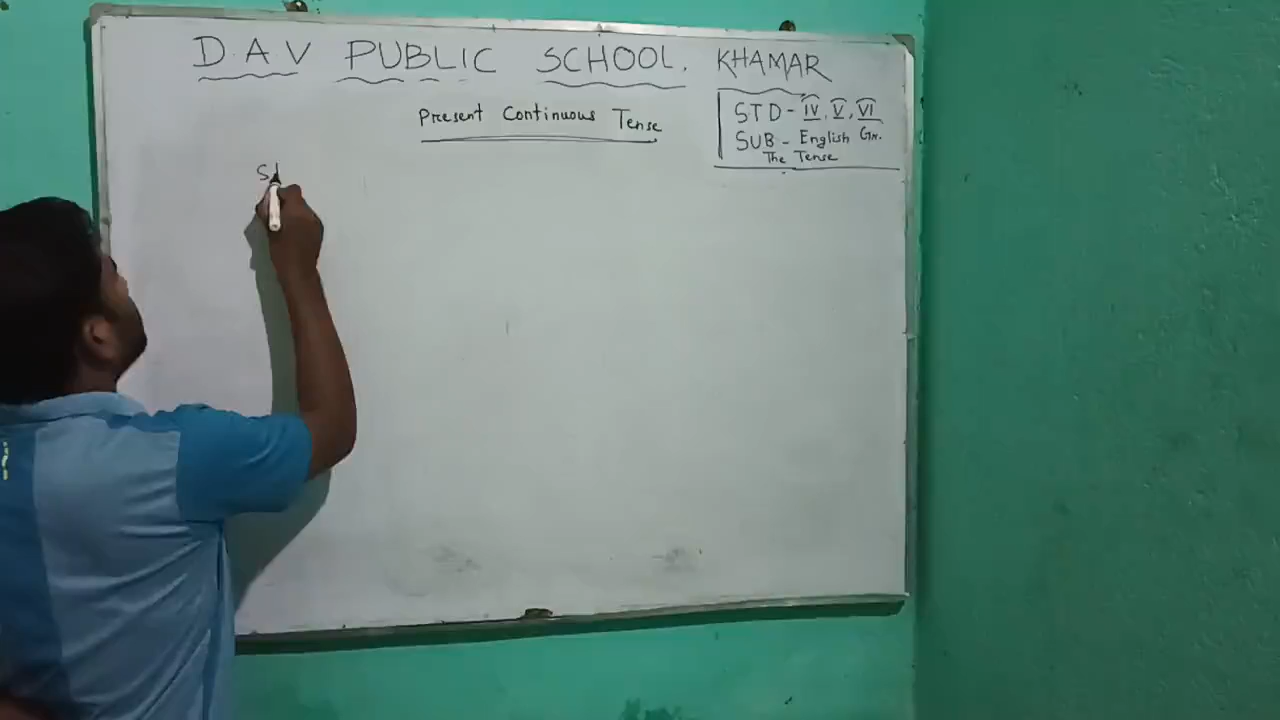 D.A.V PUBLIC SCHOOL. KHAMAR
Present Continuous Tense
STD - IV, V, VI
SUB - English Gr.
The Tense